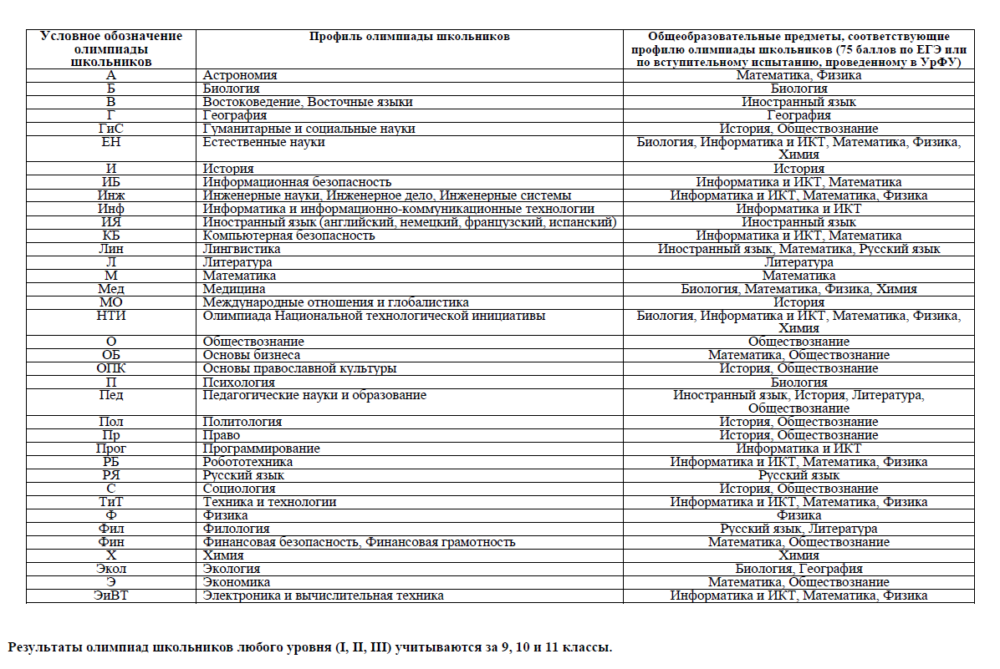 Условное обозначение
олимпиады
школьников
Профиль олимпиады школьников
Общеобразовательные предметы, соответствующие
профилю олимпиады школьников (75 баллов по ЕГЭ или
по вступительному испытанию, проведенному в УрФУ)
А Астрономия Математика, Физика
Б Биология Биология
В Востоковедение, Восточные языки Иностранный язык
Г География География
ГиС Гуманитарные и социальные науки История, Обществознание
ЕН Естественные науки Биология, Информатика и ИКТ, Математика, Физика,
Химия
И История История
ИБ Информационная безопасность Информатика и ИКТ, Математика
Инж Инженерные науки, Инженерное дело, Инженерные системы Информатика и ИКТ, Математика, Физика
Инф Информатика и информационно-коммуникационные технологии Информатика и ИКТ
ИЯ Иностранный язык (английский, немецкий, французский, испанский) Иностранный язык
КБ Компьютерная безопасность Информатика и ИКТ, Математика
Лин Лингвистика Иностранный язык, Математика, Русский язык
Л Литература Литература
М Математика Математика
Мед Медицина Биология, Математика, Физика, Химия
МО Международные отношения и глобалистика История
НТИ Олимпиада Национальной технологической инициативы Биология, Информатика и ИКТ, Математика, Физика,
Химия
О Обществознание Обществознание
ОБ Основы бизнеса Математика, Обществознание
ОПК Основы православной культуры История, Обществознание
П Психология Биология
Пед Педагогические науки и образование Иностранный язык, История, Литература,
Обществознание
Пол Политология История, Обществознание
Пр Право История, Обществознание
Прог Программирование Информатика и ИКТ
РБ Робототехника Информатика и ИКТ, Математика, Физика
РЯ Русский язык Русский язык
С Социология История, Обществознание
ТиТ Техника и технологии Информатика и ИКТ, Математика, Физика
Ф Физика Физика
Фил Филология Русский язык, Литература
Фин Финансовая безопасность, Финансовая грамотность Математика, Обществознание
Х Химия Химия
Экол Экология Биология, География
Э Экономика Математика, Обществознание
ЭиВТ Электроника и вычислительная техника Информатика и ИКТ, Математика, Физика
Результаты олимпиад школьников любого уровня (I, II, III) учитываются за 9, 10 и 11 классы.